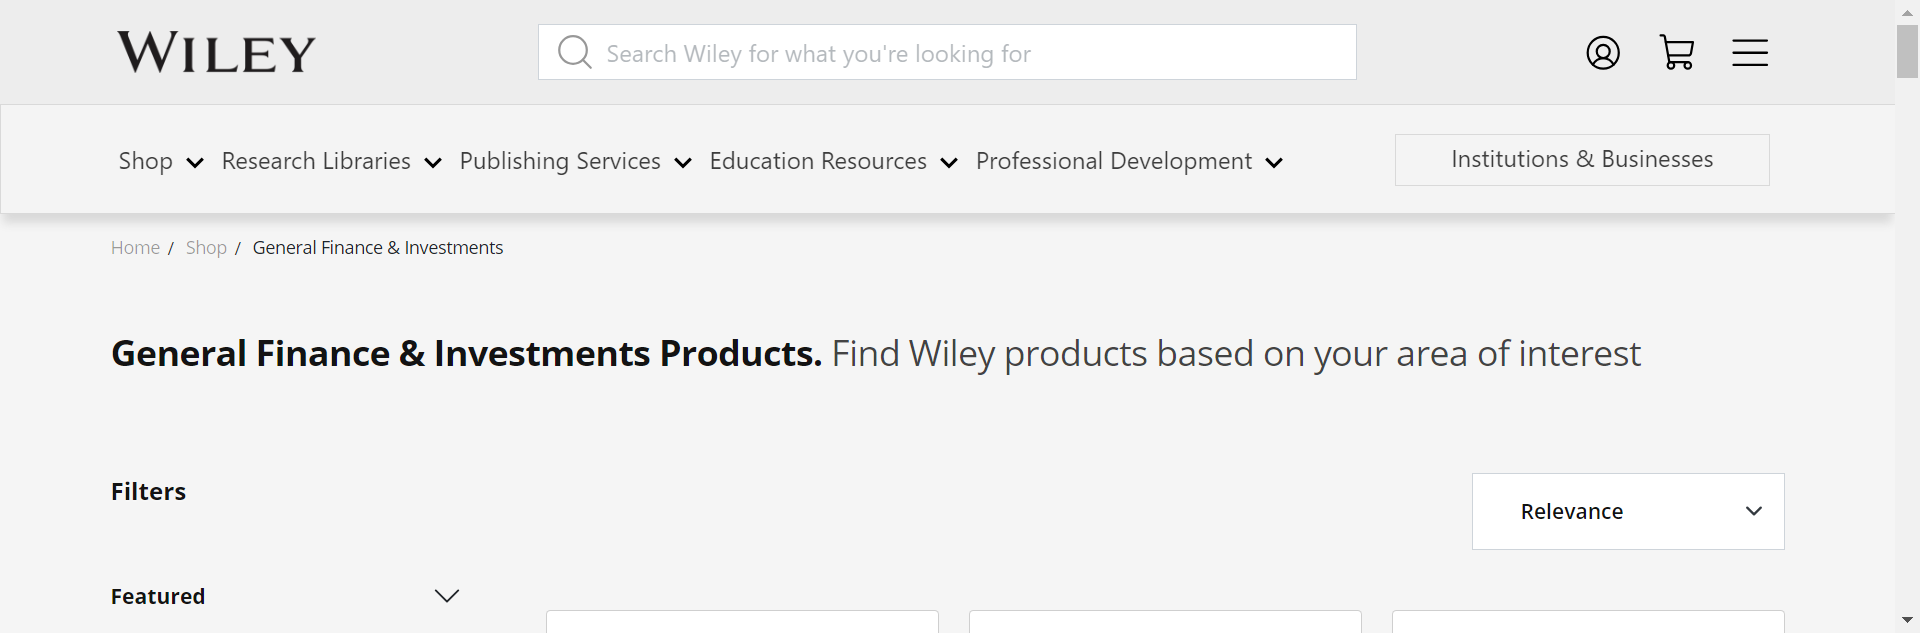 WILEY
Search Wiley for what you're looking for
Shop Research Libraries Publishing Services Education Resources Professional Development Institutions & Businesses
Home / Shop / General Finance & Investments
General Finance & Investments Products. Find Wiley products based on your area of interest
Filters
Relevance
Featured